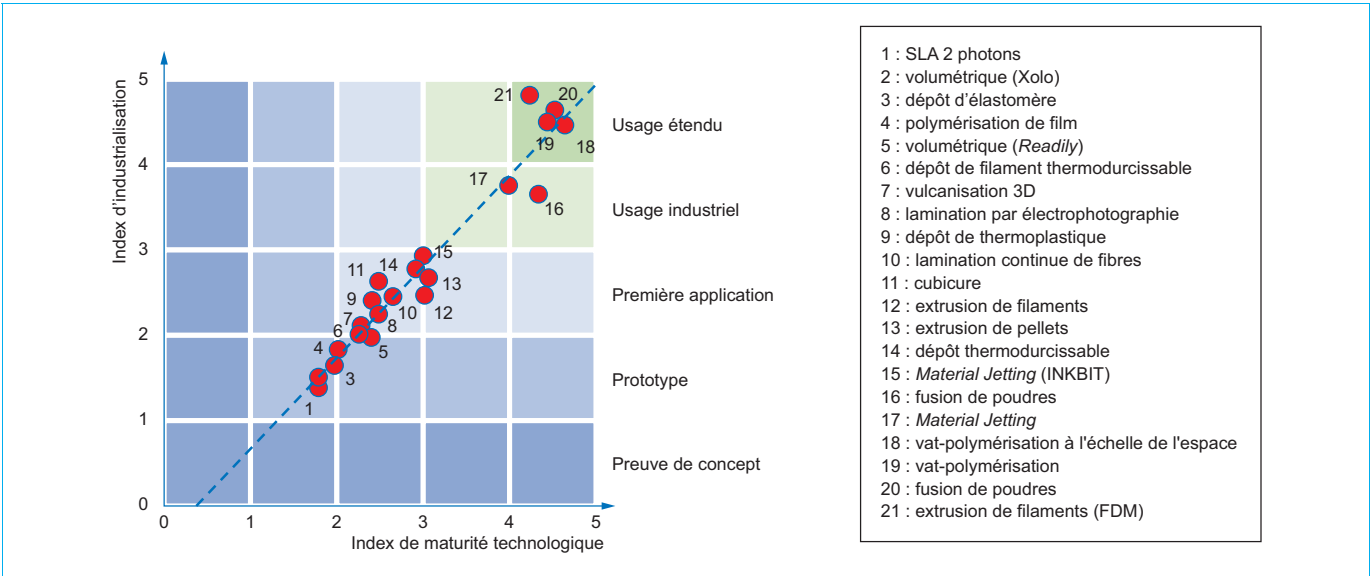 Index d'industrialisation
5
4
3
2
1
0
0
1
2
3
4
5
Index de maturité technologique
21
20
19
18
17
16
15
14
11
13
9
10
12
7
8
6
5
4
3
1
Usage étendu
Usage industriel
Première application
Prototype
Preuve de concept
1 : SLA 2 photons
2 : volumétrique (Xolo)
3 : dépôt d'élastomère
4 : polymérisation de film
5 : volumétrique (Readily)
6 : dépôt de filament thermodurcissable
7 : vulcanisation 3D
8 : lamination par électrophotographie
9 : dépôt de thermoplastique
10 : lamination continue de fibres
11 : cubicure
12 : extrusion de filaments
13 : extrusion de pellets
14 : dépôt thermodurcissable
15 : Material Jetting (INKBIT)
16 : fusion de poudres
17 : Material Jetting
18 : vat-polymérisation à l'échelle de l'espace
19 : vat-polymérisation
20 : fusion de poudres
21 : extrusion de filaments (FDM)